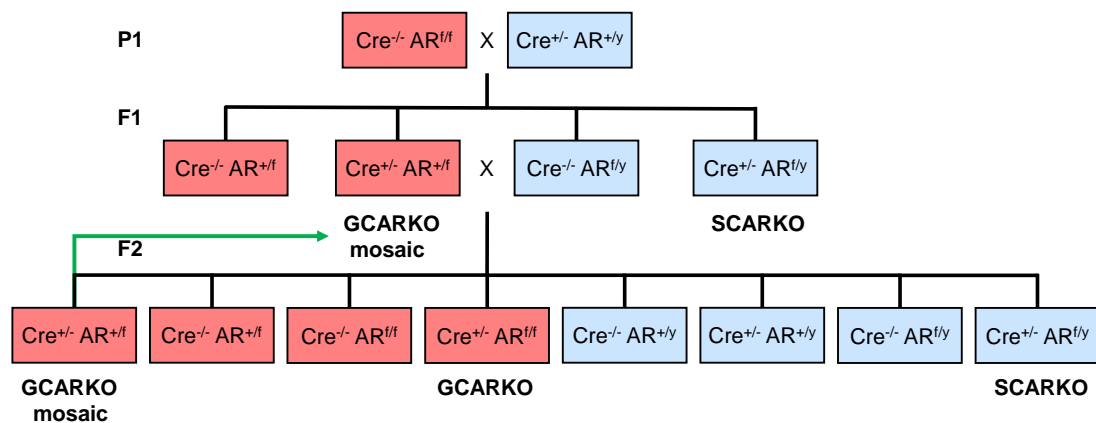 P1
Cre⁻/⁻ ARᶠ/ᶠ X Cre⁺/⁻ AR⁺/ʸ
F1
Cre⁻/⁻ AR⁺/ᶠ Cre⁺/⁻ AR⁺/ᶠ X Cre⁻/⁻ ARᶠ/ʸ Cre⁺/⁻ ARᶠ/ʸ
GCARKO SCARKO
mosaic
F2
Cre⁺/⁻ AR⁺/ᶠ Cre⁻/⁻ AR⁺/ᶠ Cre⁻/⁻ ARᶠ/ᶠ Cre⁺/⁻ ARᶠ/ᶠ Cre⁻/⁻ AR⁺/ʸ Cre⁺/⁻ AR⁺/ʸ Cre⁻/⁻ ARᶠ/ʸ Cre⁺/⁻ ARᶠ/ʸ
GCARKO GCARKO SCARKO
mosaic